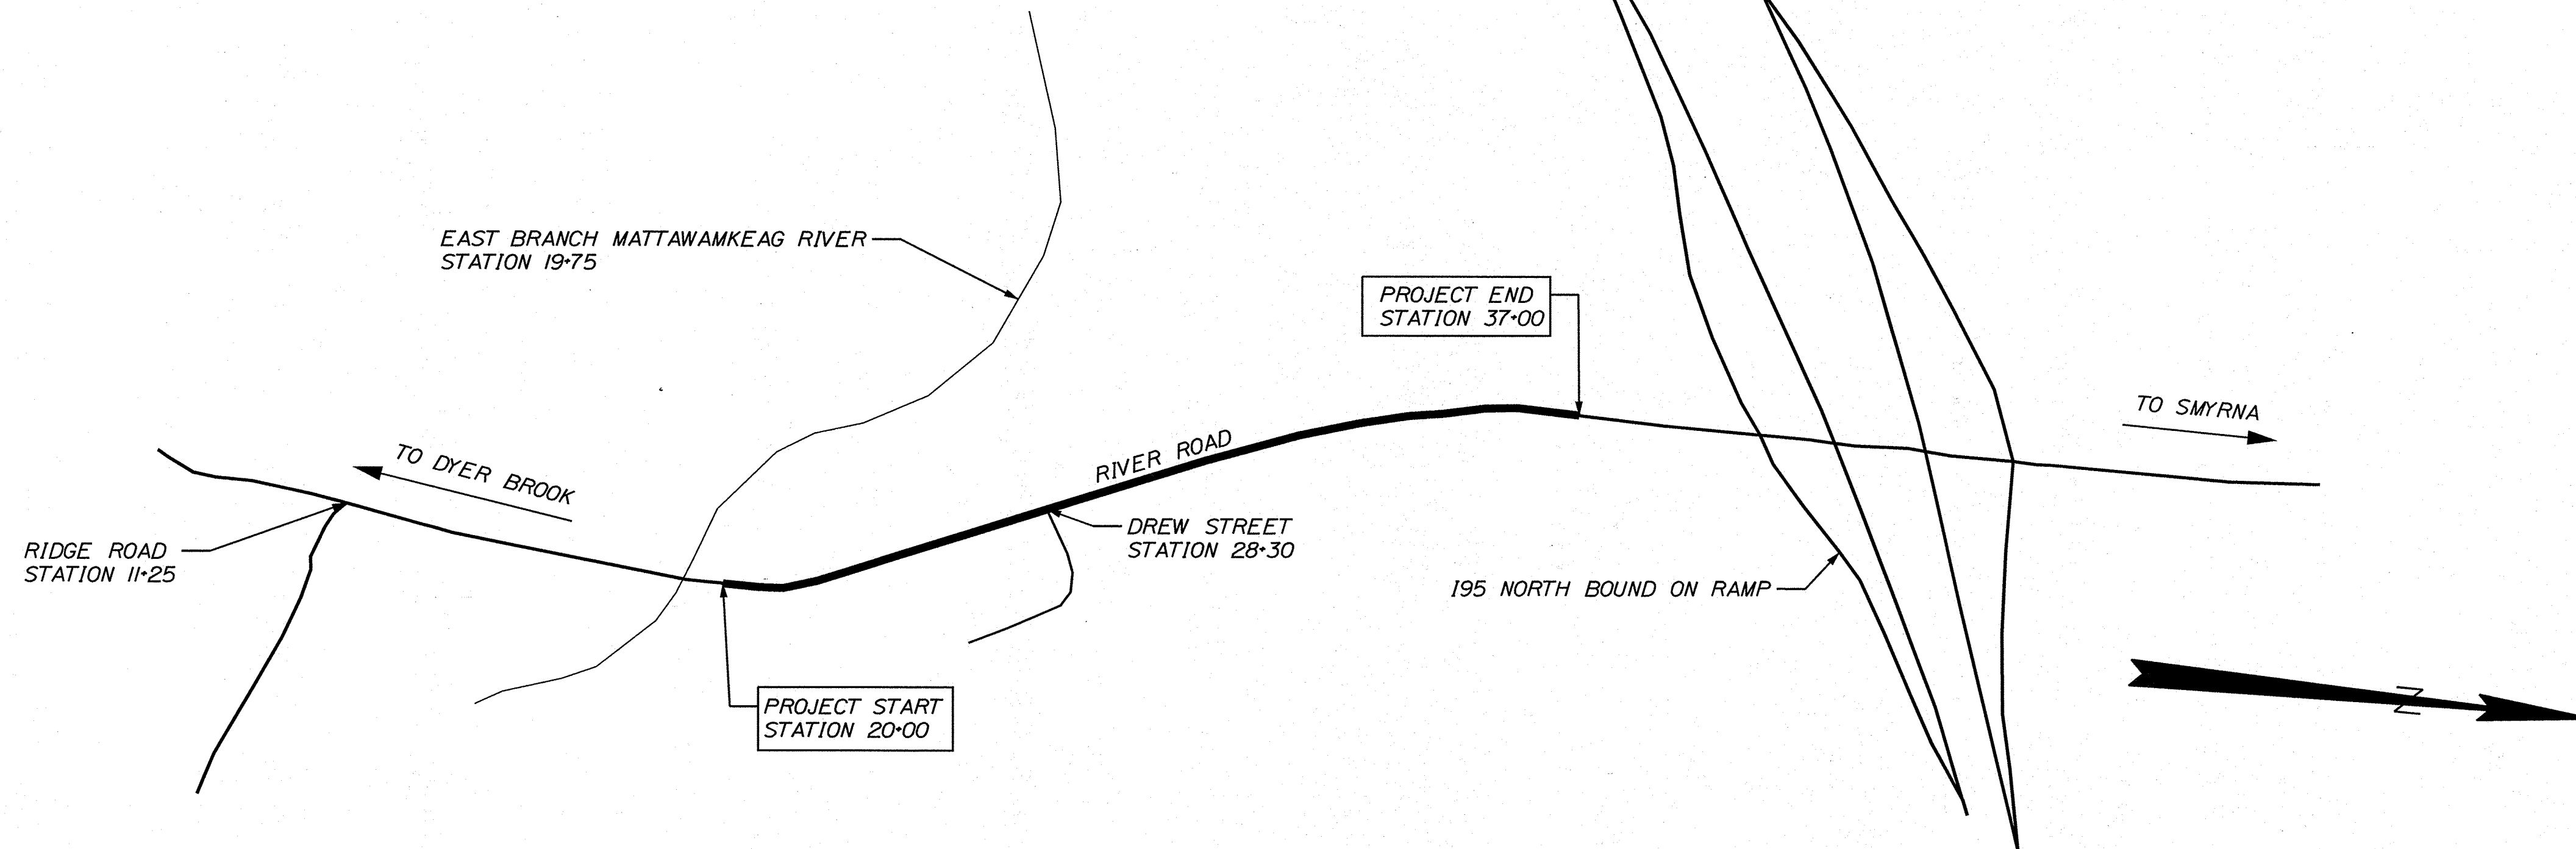 EAST BRANCH MATTAWAMKEAG RIVER
STATION 19+75
PROJECT END
STATION 37+00
TO SMYRNA
TO DYER BROOK
RIVER ROAD
RIDGE ROAD
STATION 11+25
DREW STREET
STATION 28+30
I95 NORTH BOUND ON RAMP
PROJECT START
STATION 20+00
N